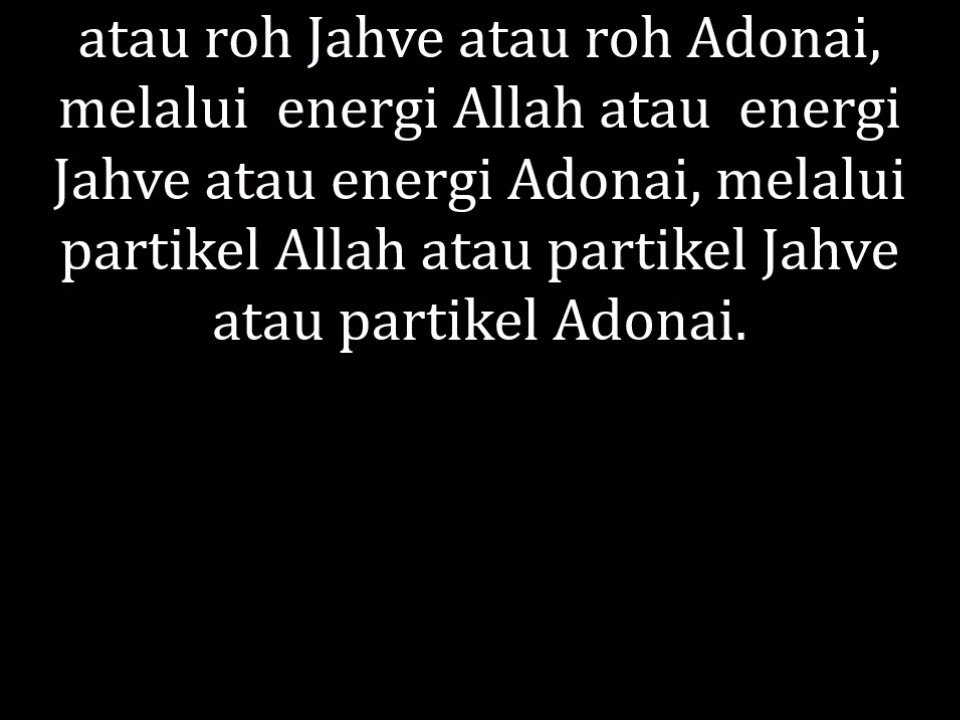 atau roh Jahve atau roh Adonai,
melalui  energi Allah atau  energi
Jahve atau energi Adonai, melalui
partikel Allah atau partikel Jahve
atau partikel Adonai.